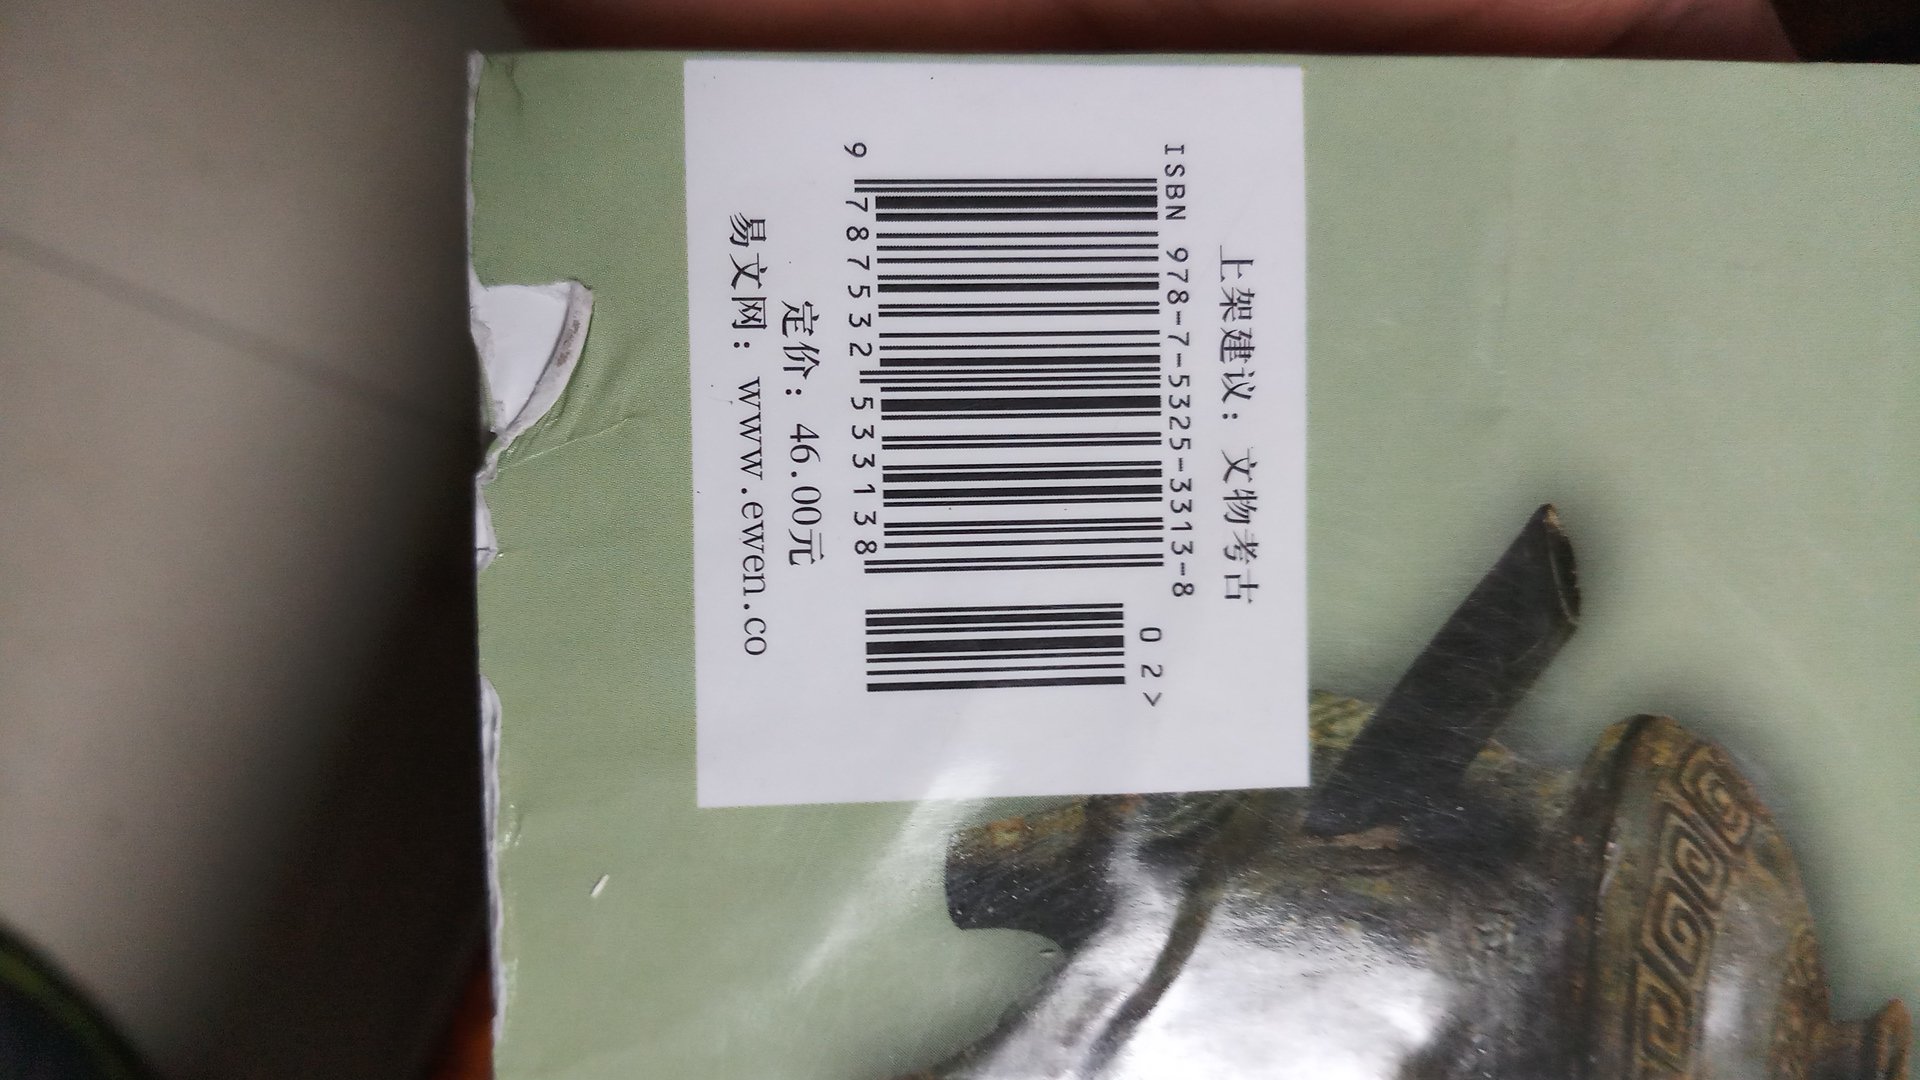 上架建议：文物考古
ISBN 978-7-5325-3313-8
02>
9 787532 533138
定价：46.00元
易文网：www.ewen.co